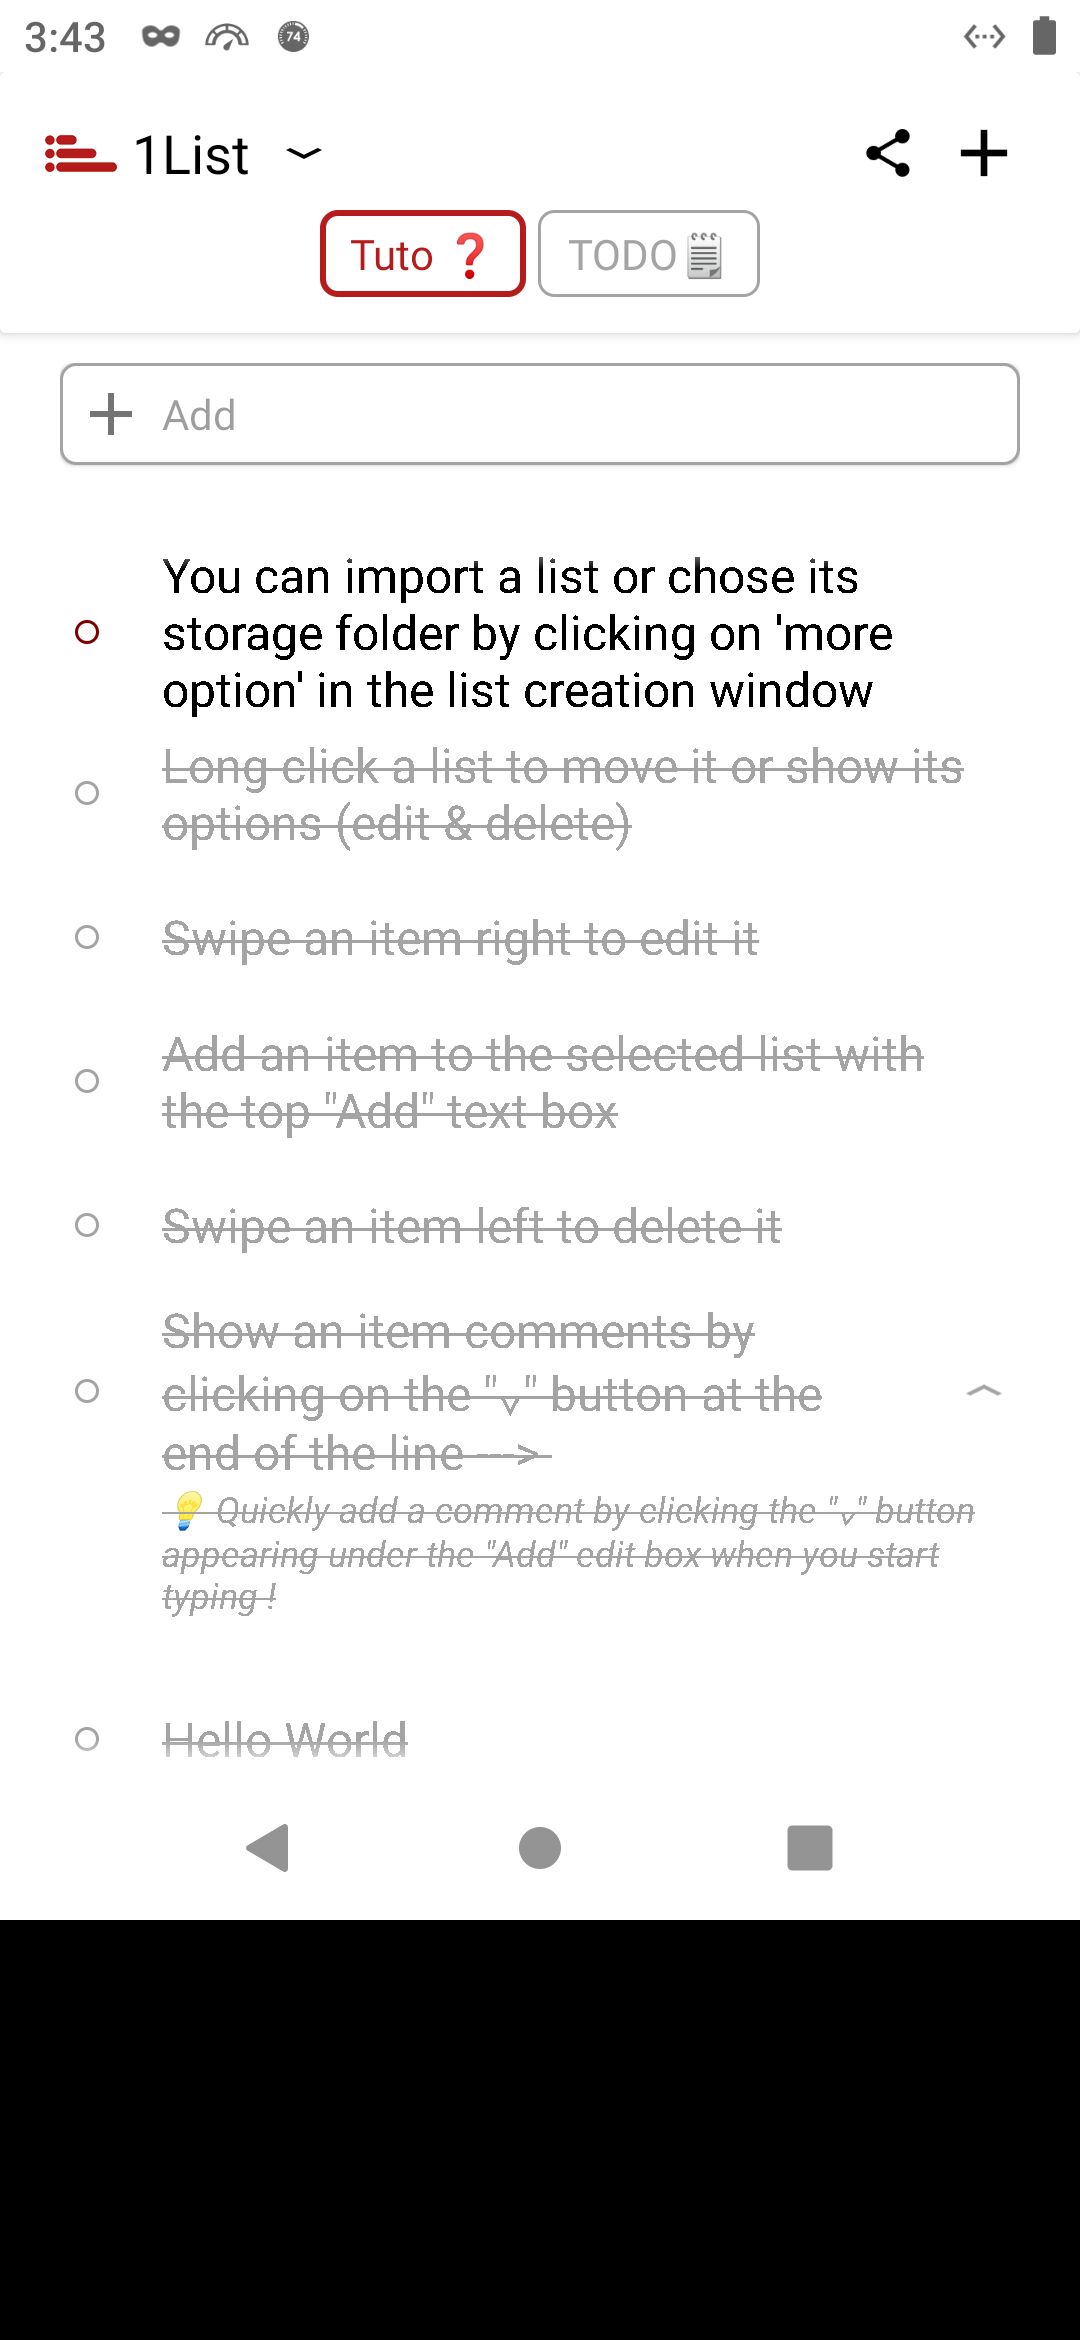 3:43
74
1List
Tuto ❓
TODO🗒
Add
You can import a list or chose its
storage folder by clicking on 'more
option' in the list creation window
Long click a list to move it or show its
options (edit & delete)
Swipe an item right to edit it
Add an item to the selected list with
the top "Add" text box
Swipe an item left to delete it
Show an item comments by
clicking on the "⌄" button at the
end of the line --->
💡 Quickly add a comment by clicking the "⌄" button
appearing under the "Add" edit box when you start
typing !
Hello World